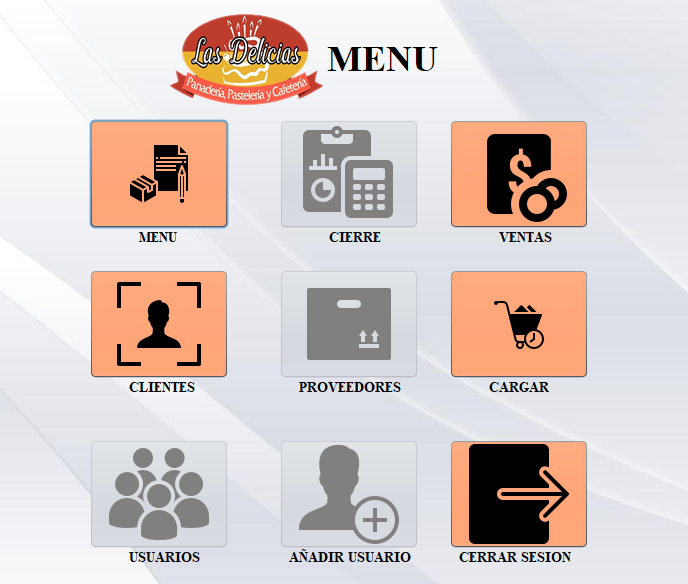 Las Delicias
Panadería, Pastelería y Cafetería
MENU
MENU
CIERRE
VENTAS
CLIENTES
PROVEEDORES
CARGAR
USUARIOS
AÑADIR USUARIO
CERRAR SESION